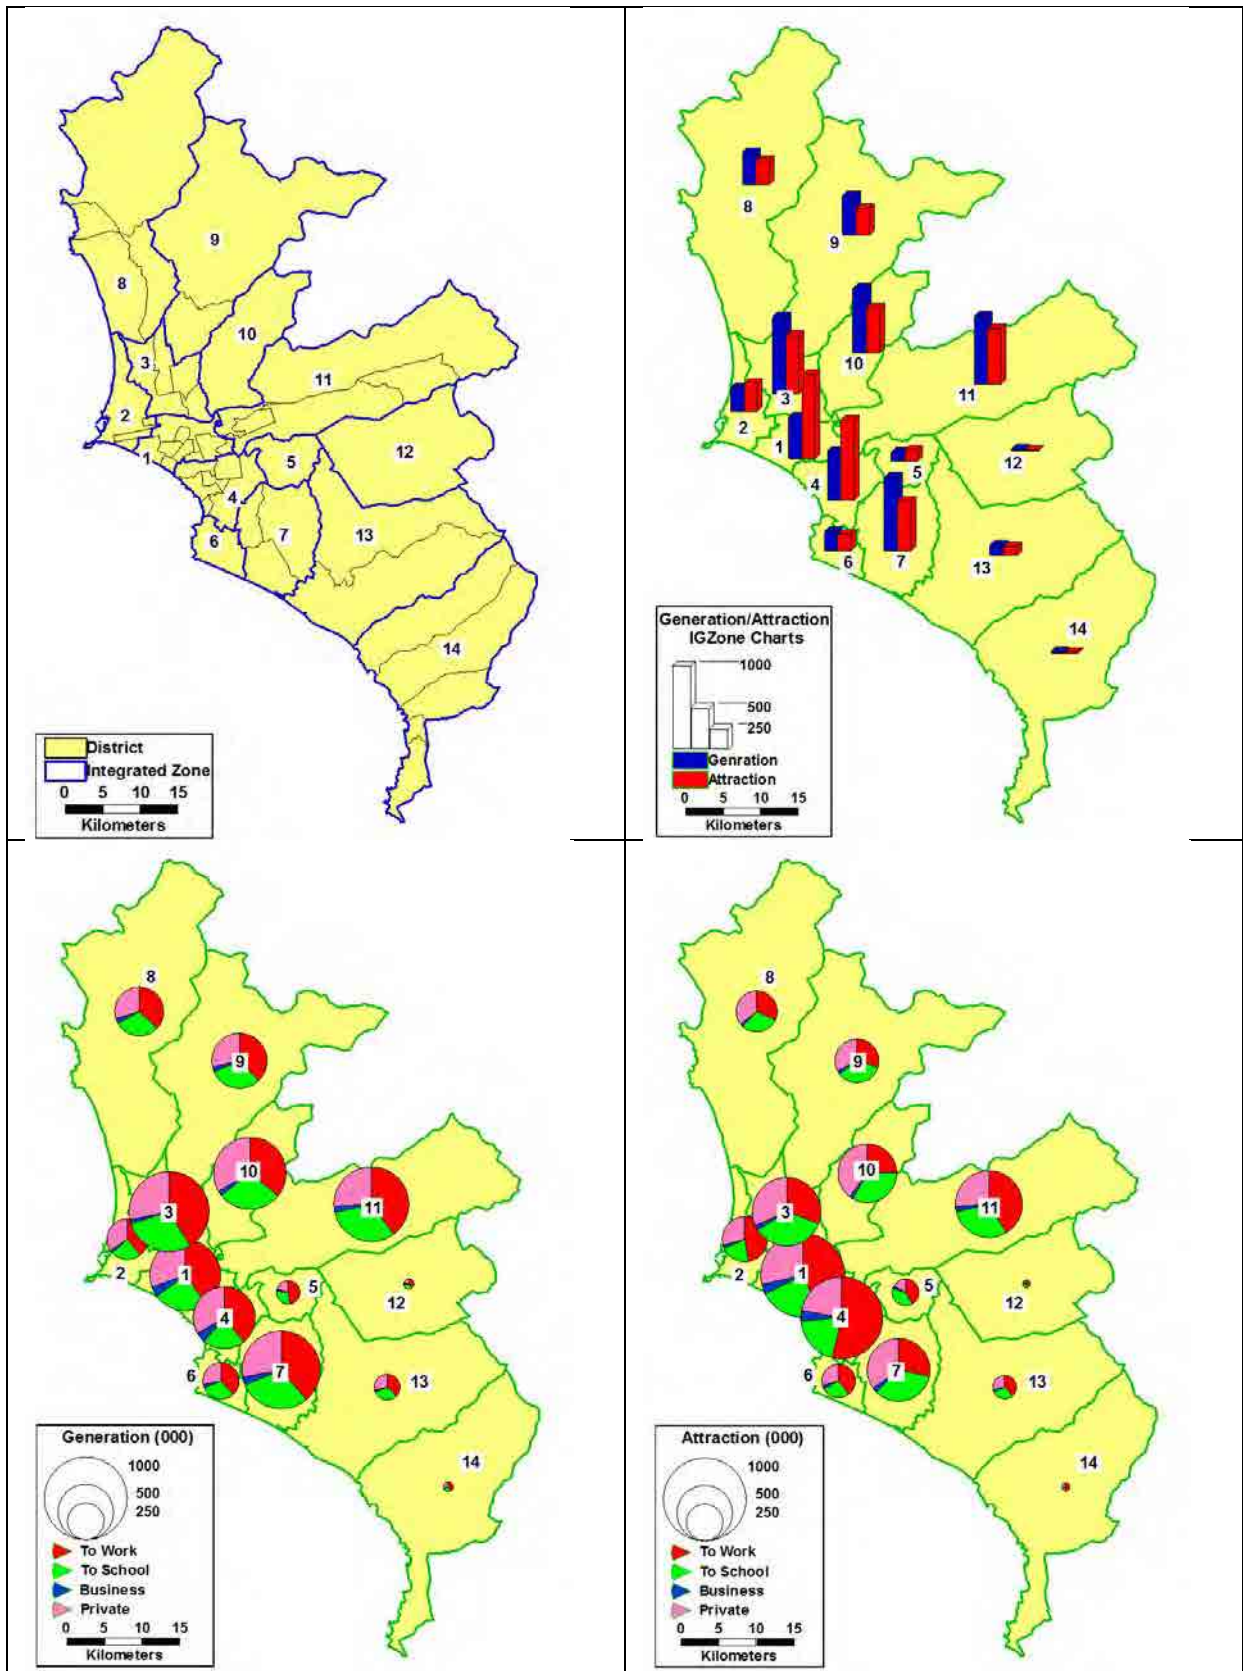 9
8
10
3
11
2
12
5
1
4
13
7
6
14
District
Integrated Zone
0 5 10 15
Kilometers
8
9
10
3
11
2
1
5
12
4
6
7
13
14
Generation/Attraction
IGZone Charts
1000
500
250
Genration
Attraction
0 5 10 15
Kilometers
8
9
10
3
11
2
1
5
12
4
6
7
13
14
Generation (000)
1000
500
250
To Work
To School
Business
Private
0 5 10 15
Kilometers
8
9
10
3
11
2
1
5
12
4
6
7
13
14
Attraction (000)
1000
500
250
To Work
To School
Business
Private
0 5 10 15
Kilometers